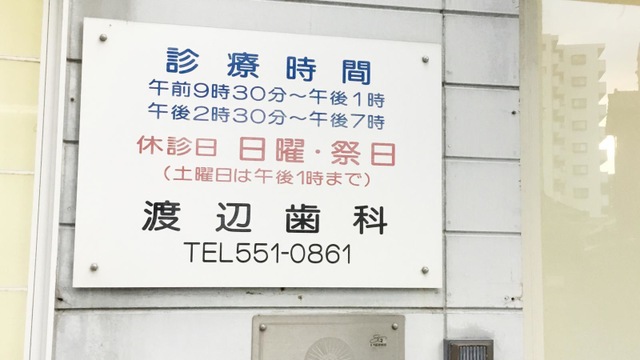 診療時間
午前9時30分〜午後1時
午後2時30分〜午後7時
休診日 日曜・祭日
(土曜日は午後1時まで)
渡辺歯科
TEL551-0861